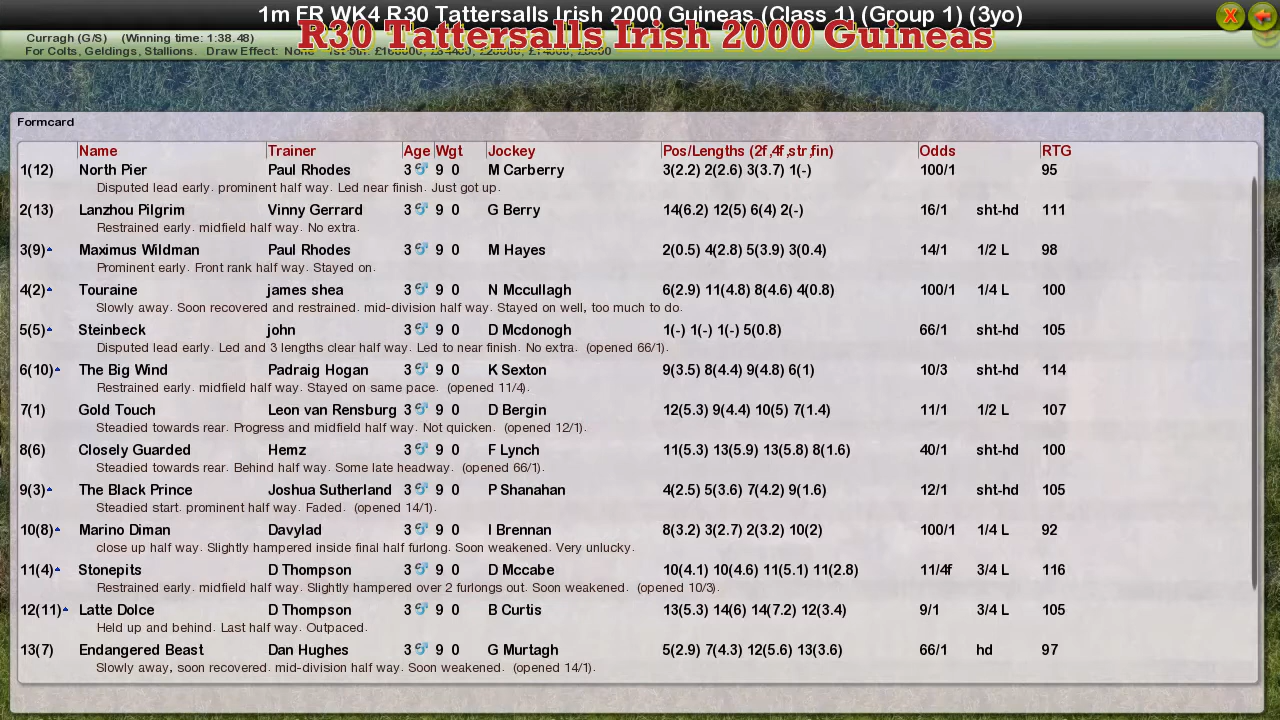 1m FR WK4 R30 Tattersalls Irish 2000 Guineas (Class 1) (Group 1) (3yo)
R30 Tattersalls Irish 2000 Guineas
Curragh (G/S) (Winning time: 1:38.48)
For Colts, Geldings, Stallions. Draw Effect: None
Formcard
Name Trainer Age Wgt Jockey Pos/Lengths (2f,4f,str,fin) Odds RTG
1(12) North Pier Paul Rhodes 3 9 0 M Carberry 3(2.2) 2(2.6) 3(3.7) 1(-) 100/1 95
Disputed lead early. prominent half way. Led near finish. Just got up.
2(13) Lanzhou Pilgrim Vinny Gerrard 3 9 0 G Berry 14(6.2) 12(5) 6(4) 2(-) 16/1 sht-hd 111
Restrained early. midfield half way. No extra.
3(9) Maximus Wildman Paul Rhodes 3 9 0 M Hayes 2(0.5) 4(2.8) 5(3.9) 3(0.4) 14/1 1/2 L 98
Prominent early. Front rank half way. Stayed on.
4(2) Touraine james shea 3 9 0 N Mccullagh 6(2.9) 11(4.8) 8(4.6) 4(0.8) 100/1 1/4 L 100
Slowly away. Soon recovered and restrained. mid-division half way. Stayed on well, too much to do.
5(5) Steinbeck john 3 9 0 D Mcdonogh 1(-) 1(-) 1(-) 5(0.8) 66/1 sht-hd 105
Disputed lead early. Led and 3 lengths clear half way. Led to near finish. No extra. (opened 66/1).
6(10) The Big Wind Padraig Hogan 3 9 0 K Sexton 9(3.5) 8(4.4) 9(4.8) 6(1) 10/3 sht-hd 114
Restrained early. midfield half way. Stayed on same pace. (opened 11/4).
7(1) Gold Touch Leon van Rensburg 3 9 0 D Bergin 12(5.3) 9(4.4) 10(5) 7(1.4) 11/1 1/2 L 107
Steadied towards rear. Progress and midfield half way. Not quicken. (opened 12/1).
8(6) Closely Guarded Hemz 3 9 0 F Lynch 11(5.3) 13(5.9) 13(5.8) 8(1.6) 40/1 sht-hd 100
Steadied towards rear. Behind half way. Some late headway. (opened 66/1).
9(3) The Black Prince Joshua Sutherland 3 9 0 P Shanahan 4(2.5) 5(3.6) 7(4.2) 9(1.6) 12/1 sht-hd 105
Steadied start. prominent half way. Faded. (opened 14/1).
10(8) Marino Diman Davylad 3 9 0 I Brennan 8(3.2) 3(2.7) 2(3.2) 10(2) 100/1 1/4 L 92
close up half way. Slightly hampered inside final half furlong. Soon weakened. Very unlucky.
11(4) Stonepits D Thompson 3 9 0 D Mccabe 10(4.1) 10(4.6) 11(5.1) 11(2.8) 11/4f 3/4 L 116
Restrained early. midfield half way. Slightly hampered over 2 furlongs out. Soon weakened. (opened 10/3).
12(11) Latte Dolce D Thompson 3 9 0 B Curtis 13(5.3) 14(6) 14(7.2) 12(3.4) 9/1 3/4 L 105
Held up and behind. Last half way. Outpaced.
13(7) Endangered Beast Dan Hughes 3 9 0 G Murtagh 5(2.9) 7(4.3) 12(5.6) 13(3.6) 66/1 hd 97
Slowly away, soon recovered. mid-division half way. Soon weakened. (opened 14/1).